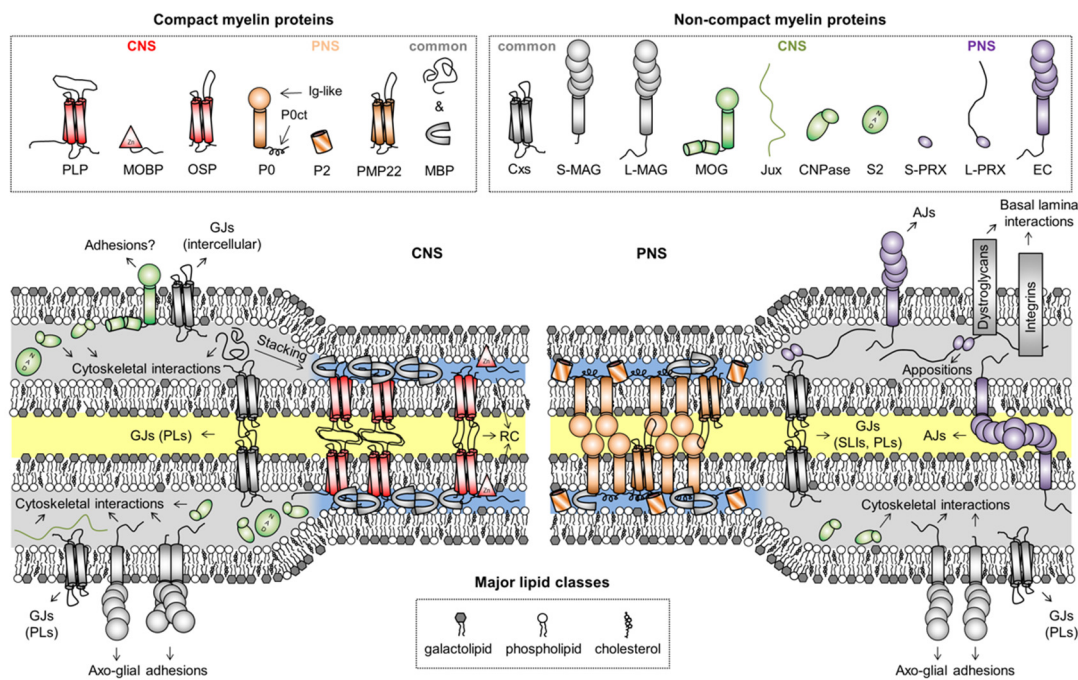 Compact myelin proteins
Non-compact myelin proteins
CNS
PNS
common
common
CNS
PNS
Ig-like
P0ct
&
Zn
N A D
PLP
MOBP
OSP
P0
P2
PMP22
MBP
Cxs
S-MAG
L-MAG
MOG
Jux
CNPase
S2
S-PRX
L-PRX
EC
Adhesions?
GJs
(intercellular)
CNS
PNS
AJs
Basal lamina
interactions
Dystroglycans
Integrins
N A D
Stacking
Zn
Cytoskeletal interactions
Appositions
GJs (PLs)
RC
GJs
(SLIs, PLs)
AJs
Cytoskeletal interactions
N A D
Zn
Cytoskeletal interactions
GJs
(PLs)
Axo-glial adhesions
Major lipid classes
galactolipid
phospholipid
cholesterol
GJs
(PLs)
Axo-glial adhesions